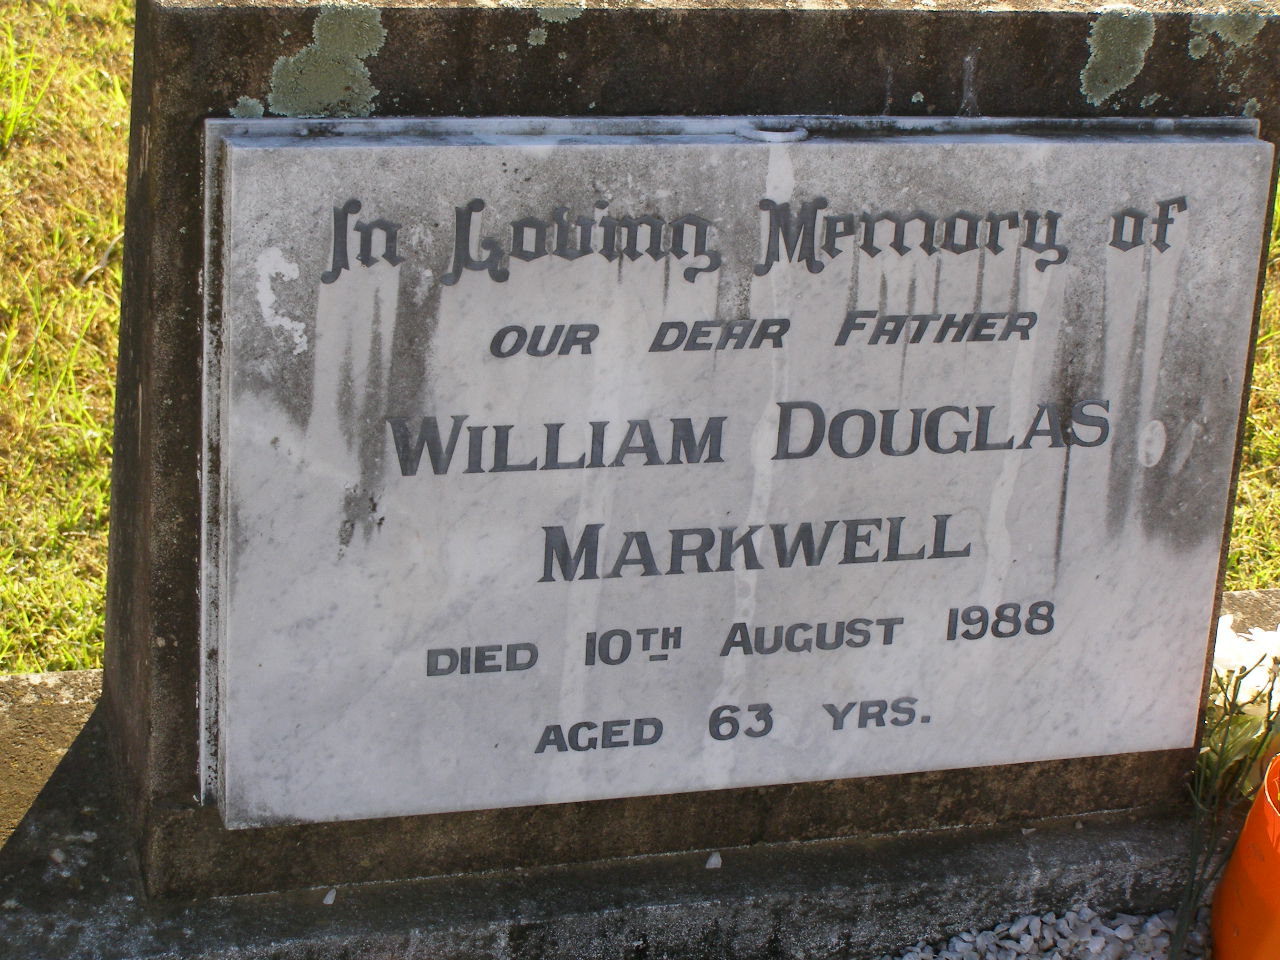 In Loving Memory of
OUR DEAR FATHER
WILLIAM DOUGLAS
MARKWELL
DIED 10TH AUGUST 1988
AGED 63 YRS.